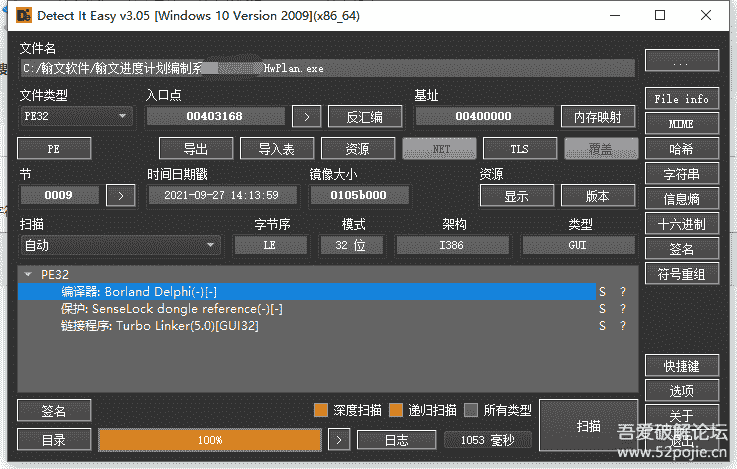 Detect It Easy v3.05 [Windows 10 Version 2009](x86_64)
文件名
C:/翰文软件/翰文进度计划编制系 HwPlan.exe
...
文件类型 入口点 基址
PE32 00403168 > 反汇编 00400000 内存映射
File info
MIME
PE 导出 导入表 资源 NET TLS 覆盖
哈希
节 时间日期戳 镜像大小 资源
字符串
0009 > 2021-09-27 14:13:59 0105b000 显示 版本
信息熵
扫描 字节序 模式 架构 类型
十六进制
自动 LE 32 位 I386 GUI
签名
PE32
符号重组
编译器: Borland Delphi(-)[-] S ?
保护: SenseLock dongle reference(-)[-] S ?
链接程序: Turbo Linker(5.0)[GUI32] S ?
快捷键
选项
签名 深度扫描 递归扫描 所有类型 扫描
关于
目录 100% > 日志 1053 毫秒
退出
吾爱破解论坛
www.52pojie.cn